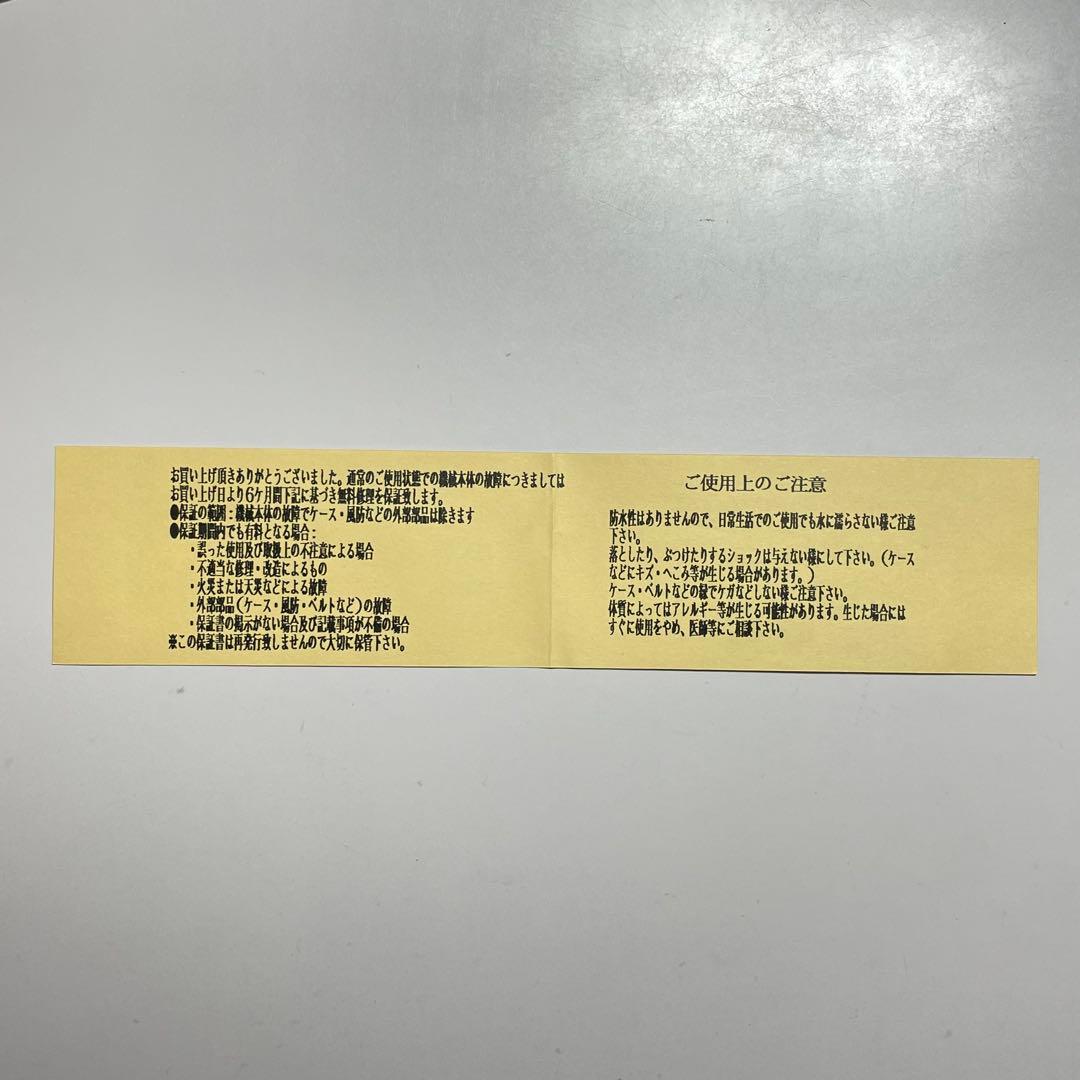 お買い上げ頂きありがとうございました。通常のご使用状態での機械本体の故障につきましては
お買い上げ日より6ケ月間下記に基づき無料修理を保証致します。
●保証の範囲：機械本体の故障でケース・風防などの外部部品は除きます
●保証期間内でも有料となる場合：
・誤った使用及び取扱上の不注意による場合
・不適当な修理・改造によるもの
・火災または天災などによる故障
・外部部品（ケース・風防・ベルトなど）の故障
・保証書の掲示がない場合及び記載事項が不備の場合
※この保証書は再発行致しませんので大切に保管下さい。
ご使用上のご注意
防水性はありませんので、日常生活でのご使用でも水に濡らさない様ご注意
下さい。
落としたり、ぶつけたりするショックは与えない様にして下さい。（ケース
などにキズ・へこみ等が生じる場合があります。）
ケース・ベルトなどの縁でケガなどしない様ご注意下さい。
体質によってはアレルギー等が生じる可能性があります。生じた場合には
すぐに使用をやめ、医師等にご相談下さい。